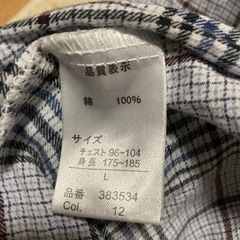 品質表示
綿 100%
サイズ
チェスト 96~104
身長 175~185
L
品番 383534
Col. 12